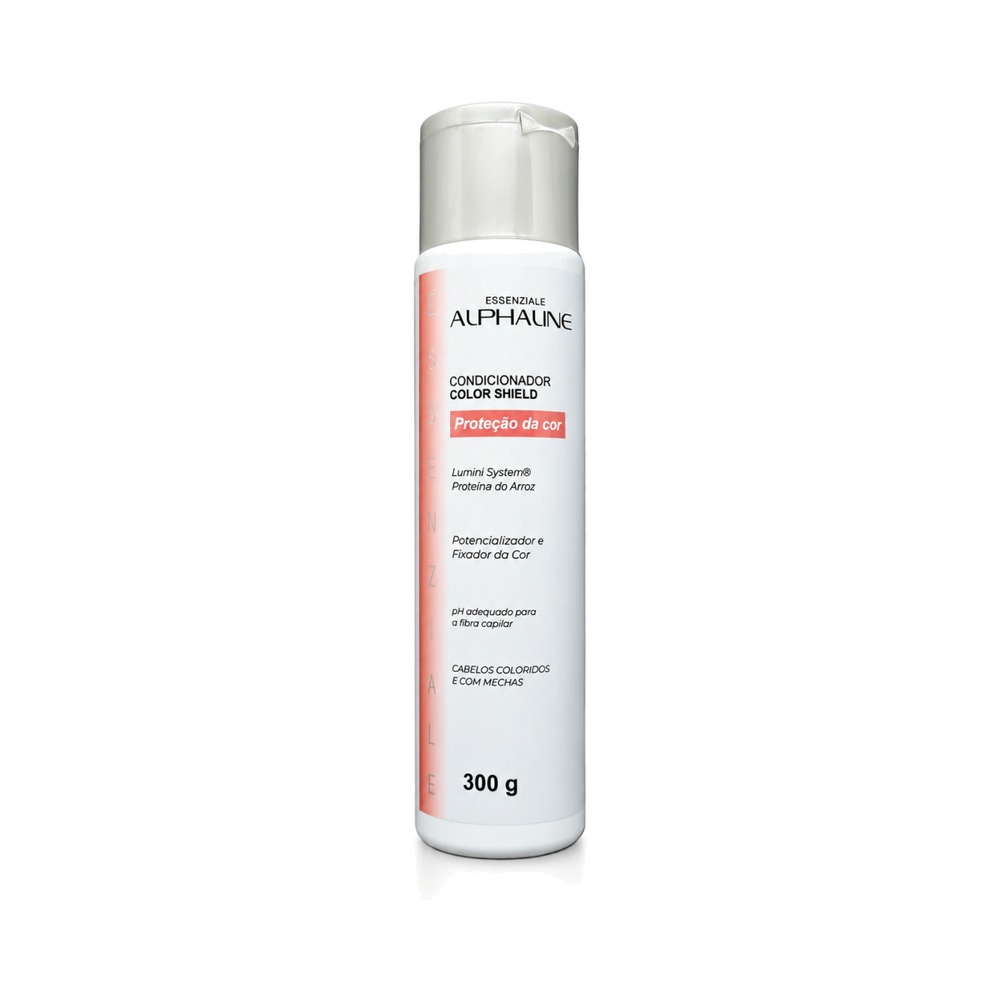 ESSENZIALE
ALPHALINE
CONDICIONADOR
COLOR SHIELD
Proteção da cor
Lumini System®
Proteína do Arroz
Potencializador e
Fixador da Cor
pH adequado para
a fibra capilar
CABELOS COLORIDOS
E COM MECHAS
300 g
ESSENZIALE